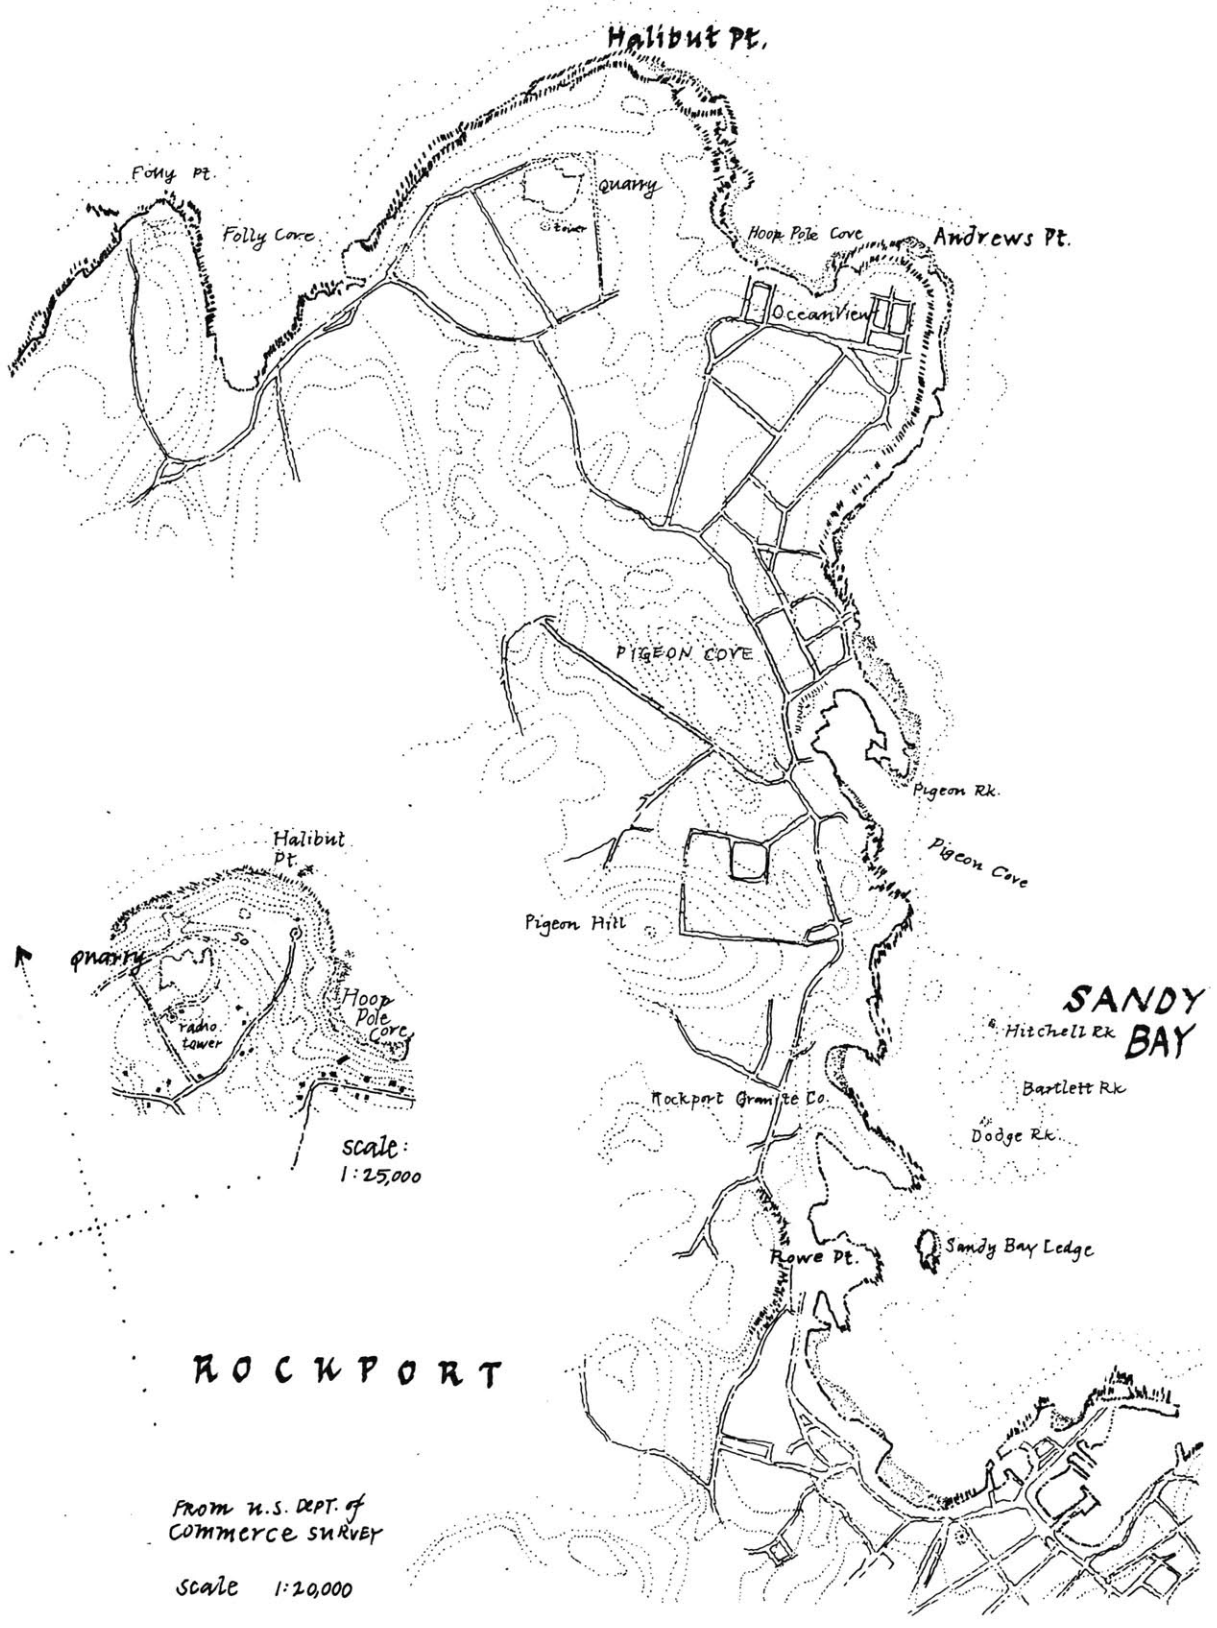 Halibut Pt.
Folly Pt.
Quarry
Folly Cove
tower
Hoop Pole Cove
Andrews Pt.
Ocean View
PIGEON COVE
Pigeon Rk.
Halibut
Pt.
Pigeon Cove
Pigeon Hill
50
Quarry
Hoop
Pole
Cove
radio
tower
SANDY
BAY
Hitchell Rk
Bartlett Rk
Rockport Granite Co.
Dodge Rk.
scale:
1:25,000
Sandy Bay Ledge
Rowe Pt.
ROCKPORT
FROM U.S. DEPT. of
COMMERCE SURVEY
scale 1:20,000